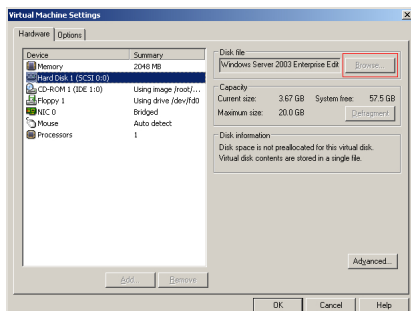 Virtual Machine Settings
Hardware
Options
Device Summary
Memory 2048 MB
Hard Disk 1 (SCSI 0:0)
CD-ROM 1 (IDE 1:0) Using image /root/...
Floppy 1 Using drive /dev/fd0
NIC 0 Bridged
Mouse Auto detect
Processors 1
Add...
Remove
Disk file
Windows Server 2003 Enterprise Edit
Browse...
Capacity
Current size: 3.67 GB System free: 57.5 GB
Maximum size: 20.0 GB
Defragment
Disk information
Disk space is not preallocated for this virtual disk.
Virtual disk contents are stored in a single file.
Advanced...
OK
Cancel
Help